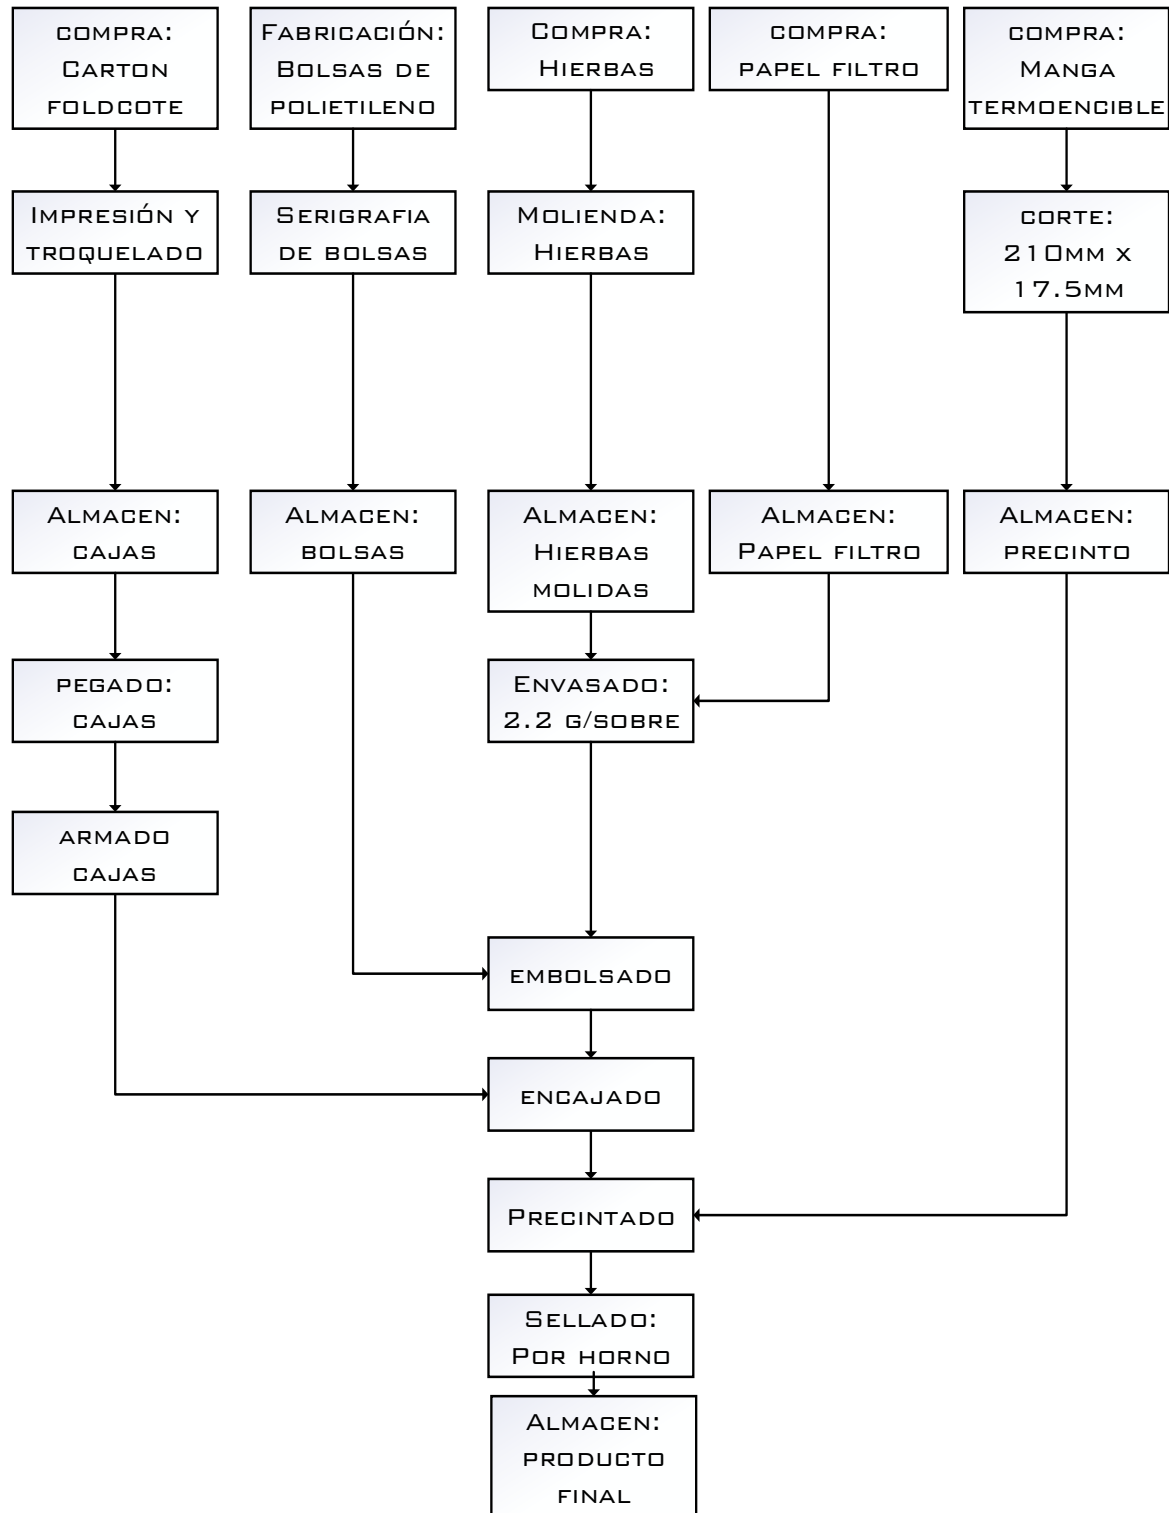 COMPRA:
CARTON
FOLDCOTE
FABRICACIÓN:
BOLSAS DE
POLIETILENO
COMPRA:
HIERBAS
COMPRA:
PAPEL FILTRO
COMPRA:
MANGA
TERMOENCIBLE
IMPRESIÓN Y
TROQUELADO
SERIGRAFIA
DE BOLSAS
MOLIENDA:
HIERBAS
CORTE:
210MM X
17.5MM
ALMACEN:
CAJAS
ALMACEN:
BOLSAS
ALMACEN:
HIERBAS
MOLIDAS
ALMACEN:
PAPEL FILTRO
ALMACEN:
PRECINTO
PEGADO:
CAJAS
ENVASADO:
2.2 G/SOBRE
ARMADO
CAJAS
EMBOLSADO
ENCAJADO
PRECINTADO
SELLADO:
POR HORNO
ALMACEN:
PRODUCTO
FINAL